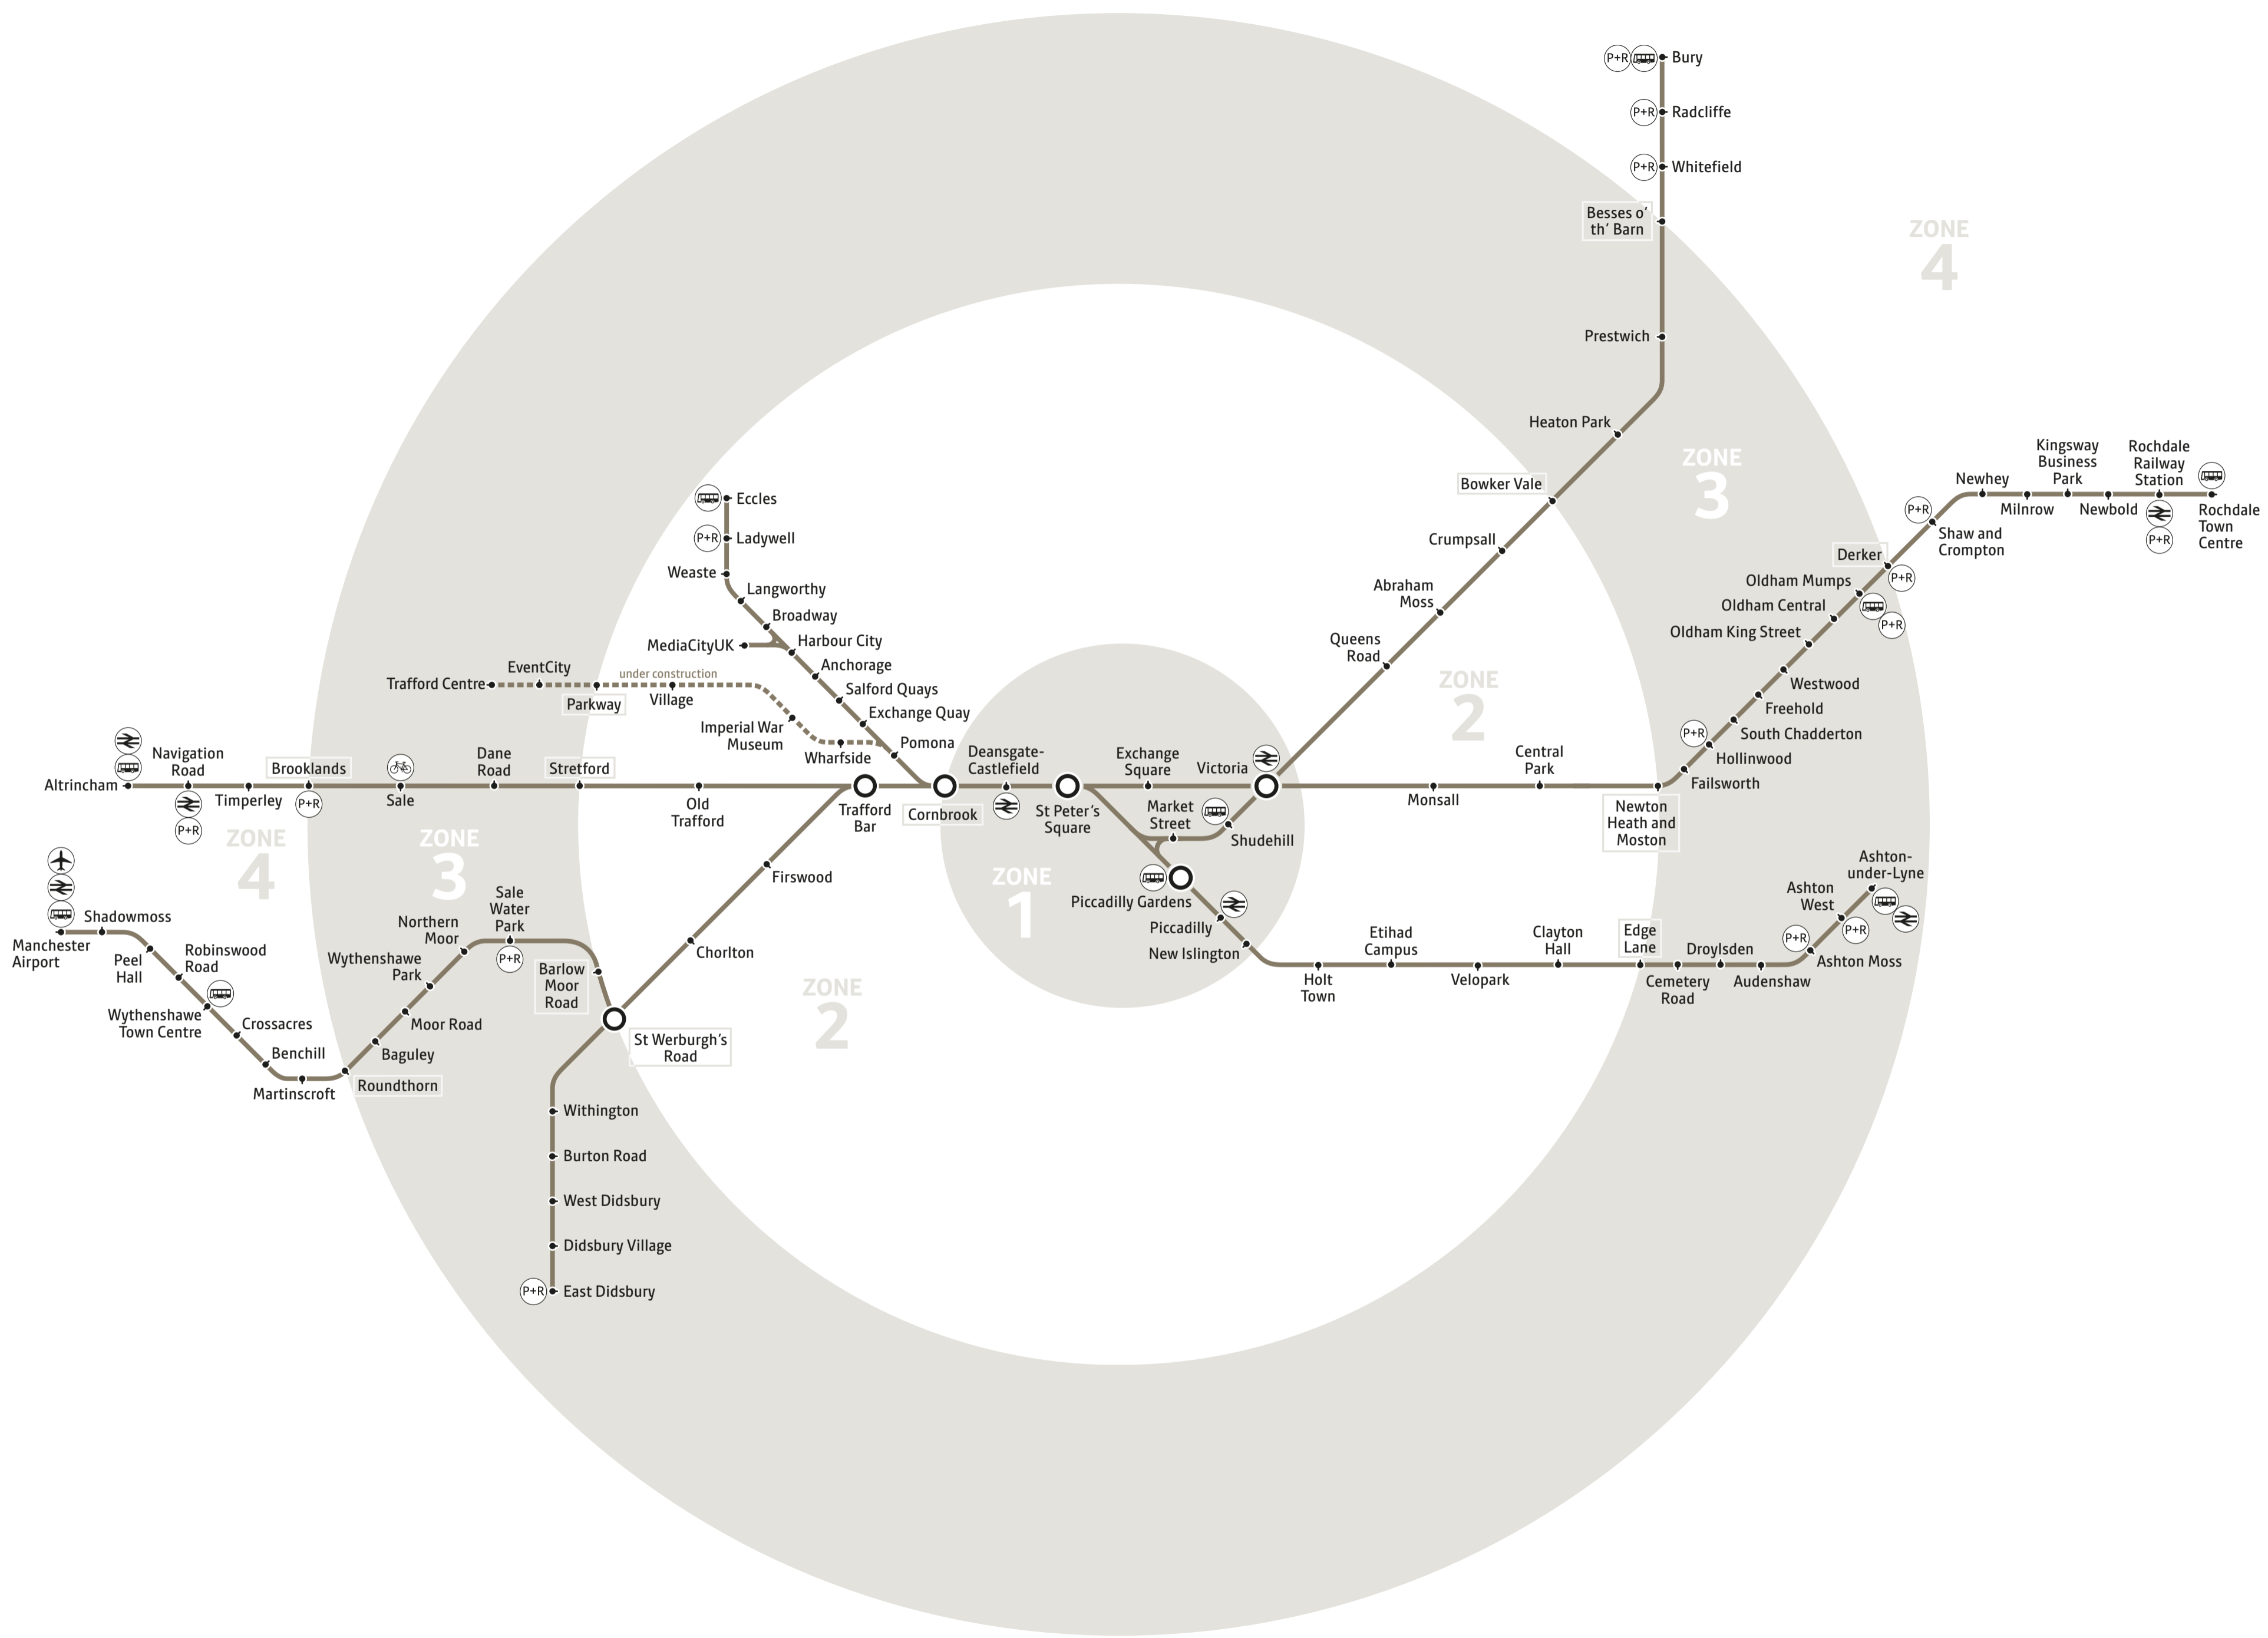 P+R
Bury
P+R
Radcliffe
P+R
Whitefield
Besses o'
th' Barn
ZONE
4
Prestwich
Heaton Park
Bowker Vale
ZONE
3
Crumpsall
Abraham
Moss
Queens
Road
ZONE
2
Kingsway
Business
Park
Rochdale
Railway
Station
Newhey
Milnrow
Newbold
P+R
Rochdale
Town
Centre
P+R
Shaw and
Crompton
Derker
P+R
Oldham Mumps
P+R
Oldham Central
Oldham King Street
Westwood
Freehold
South Chadderton
P+R
Hollinwood
Failsworth
Newton
Heath and
Moston
Central
Park
Monsall
Eccles
P+R
Ladywell
Weaste
Langworthy
Broadway
MediaCityUK
Harbour City
Anchorage
Salford Quays
Exchange Quay
Pomona
EventCity
Trafford Centre
under construction
Parkway
Village
Imperial War
Museum
Wharfside
Altrincham
Navigation
Road
P+R
Timperley
Brooklands
P+R
Sale
Dane
Road
Stretford
Old
Trafford
Trafford
Bar
Cornbrook
Deansgate-
Castlefield
St Peter's
Square
Exchange
Square
Victoria
Market
Street
Shudehill
ZONE
1
Piccadilly Gardens
Piccadilly
New Islington
Holt
Town
Etihad
Campus
Velopark
Clayton
Hall
Edge
Lane
Cemetery
Road
Droylsden
Audenshaw
P+R
Ashton Moss
Ashton
West
P+R
Ashton-
under-Lyne
ZONE
4
ZONE
3
Firswood
Chorlton
ZONE
2
St Werburgh's
Road
Barlow
Moor
Road
Sale
Water
Park
P+R
Northern
Moor
Wythenshawe
Park
Moor Road
Baguley
Roundthorn
Martinscroft
Benchill
Crossacres
Wythenshawe
Town Centre
Robinswood
Road
Peel
Hall
Shadowmoss
Manchester
Airport
Withington
Burton Road
West Didsbury
Didsbury Village
P+R
East Didsbury